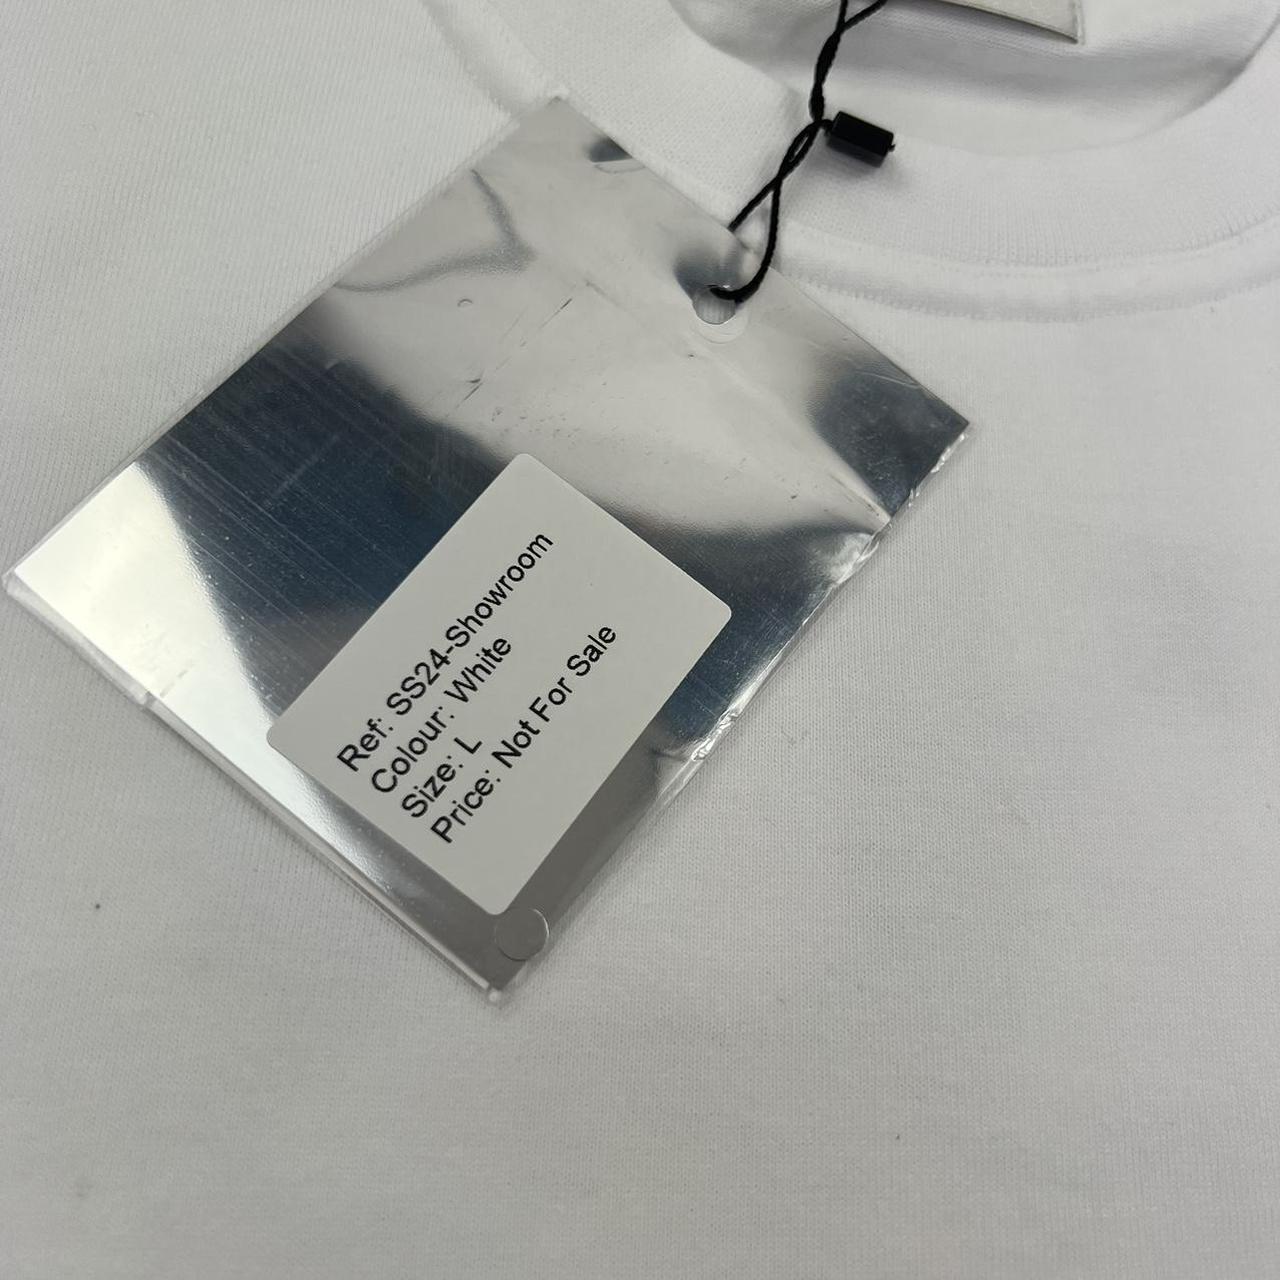 Ref: SS24-Showroom
Colour: White
Size: L
Price: Not For Sale